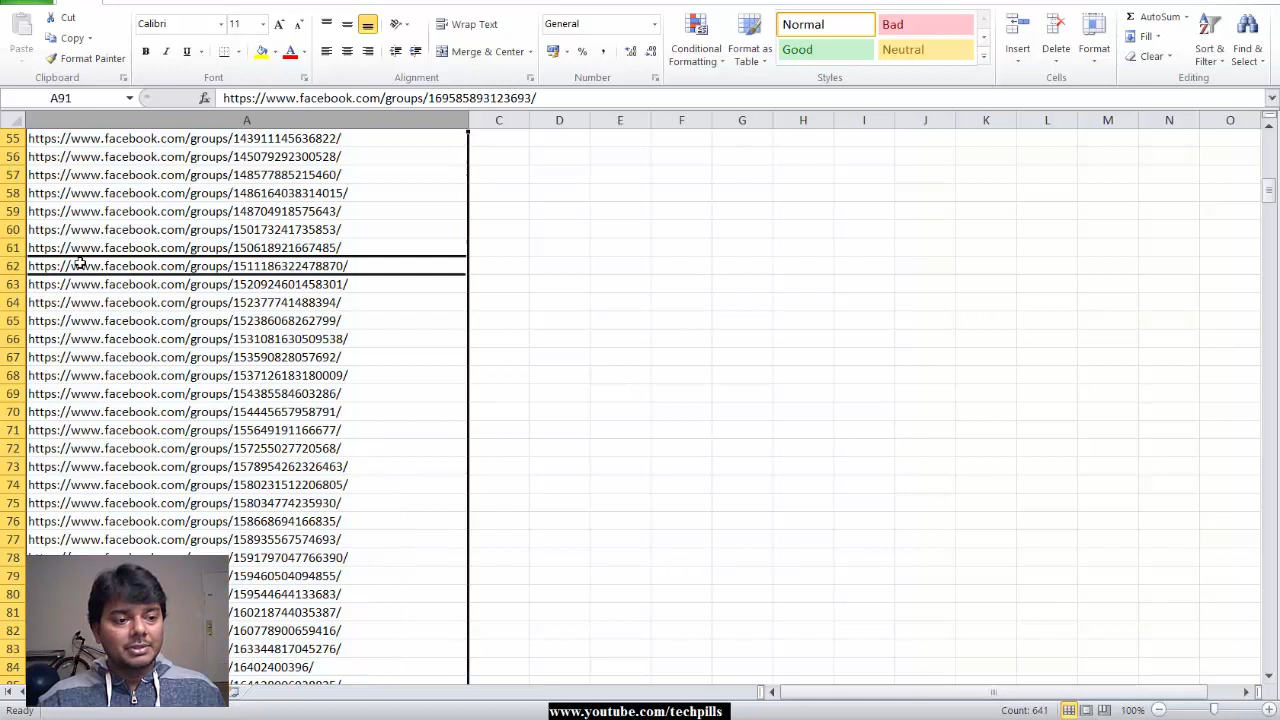 Cut Calibri 11 Wrap Text General Normal Bad AutoSum
Paste Copy Conditional Format as Insert Delete Format Fill Sort & Find &
Format Painter B I U A Merge & Center % , Formatting Table Good Neutral Clear Filter Select
Clipboard Font Alignment Number Styles Cells Editing
A91 fx https://www.facebook.com/groups/169585893123693/
A C D E F G H I J K L M N O
55 https://www.facebook.com/groups/143911145636822/
56 https://www.facebook.com/groups/145079292300528/
57 https://www.facebook.com/groups/148577885215460/
58 https://www.facebook.com/groups/1486164038314015/
59 https://www.facebook.com/groups/148704918575643/
60 https://www.facebook.com/groups/150173241735853/
61 https://www.facebook.com/groups/150618921667485/
62 https://www.facebook.com/groups/1511186322478870/
63 https://www.facebook.com/groups/1520924601458301/
64 https://www.facebook.com/groups/152377741488394/
65 https://www.facebook.com/groups/152386068262799/
66 https://www.facebook.com/groups/1531081630509538/
67 https://www.facebook.com/groups/153590828057692/
68 https://www.facebook.com/groups/1537126183180009/
69 https://www.facebook.com/groups/154385584603286/
70 https://www.facebook.com/groups/154445657958791/
71 https://www.facebook.com/groups/155649191166677/
72 https://www.facebook.com/groups/157255027720568/
73 https://www.facebook.com/groups/1578954262326463/
74 https://www.facebook.com/groups/1580231512206805/
75 https://www.facebook.com/groups/158034774235930/
76 https://www.facebook.com/groups/158668694166835/
77 https://www.facebook.com/groups/158935567574693/
78 https://www.facebook.com/groups/1591797047766390/
79 /159460504094855/
80 /159544644133683/
81 /160218744035387/
82 /160778900659416/
83 /163344817045276/
84 /16402400396/
Ready www.youtube.com/techpills Count: 641 100%